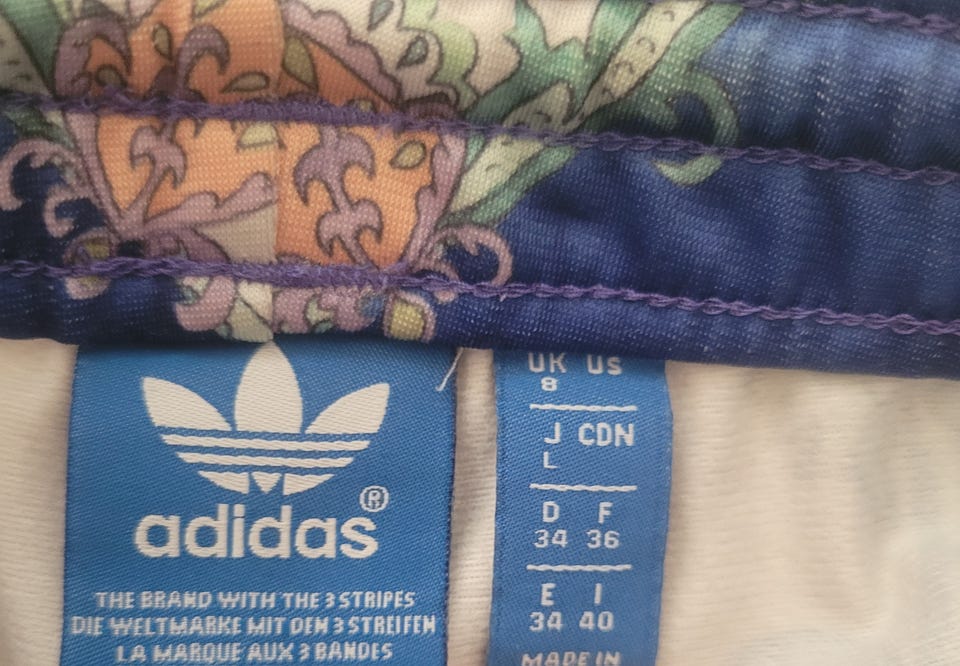 ®
adidas
THE BRAND WITH THE 3 STRIPES
DIE WELTMARKE MIT DEN 3 STREIFEN
LA MARQUE AUX 3 BANDES
UK US
8
J CDN
L
D F
34 36
E I
34 40
MADE IN